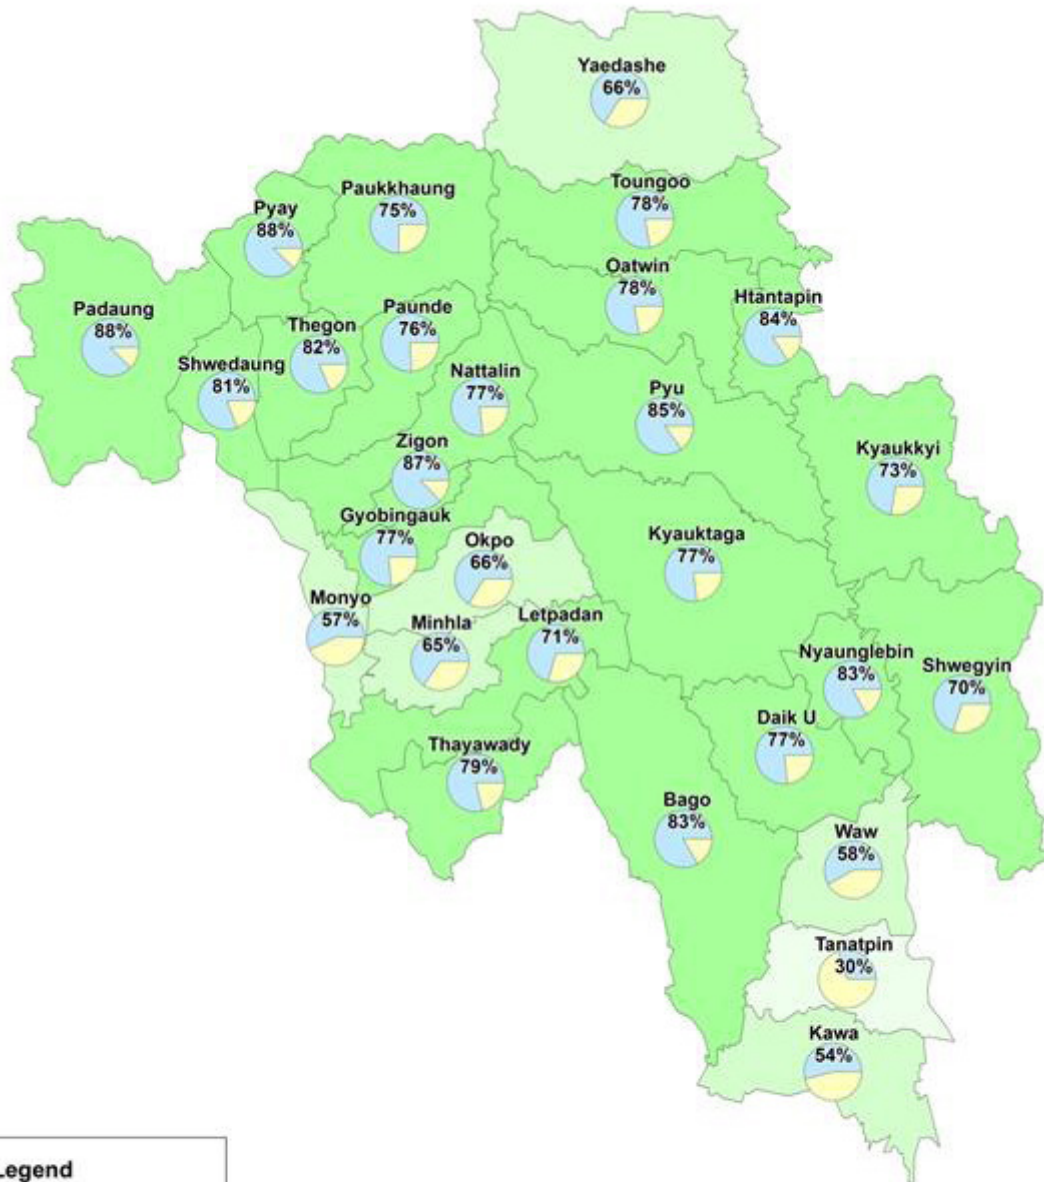 Yaedashe
66%
Toungoo
78%
Paukkhaung
75%
Pyay
88%
Oatwin
78%
Htantapin
84%
Padaung
88%
Paunde
76%
Thegon
82%
Shwedaung
81%
Nattalin
77%
Pyu
85%
Zigon
87%
Kyaukkyi
73%
Gyobingauk
77%
Okpo
66%
Kyauktaga
77%
Monyo
57%
Minhla
65%
Letpadan
71%
Nyaunglebin
83%
Shwegyin
70%
Daik U
77%
Thayawady
79%
Bago
83%
Waw
58%
Tanatpin
30%
Kawa
54%
Legend